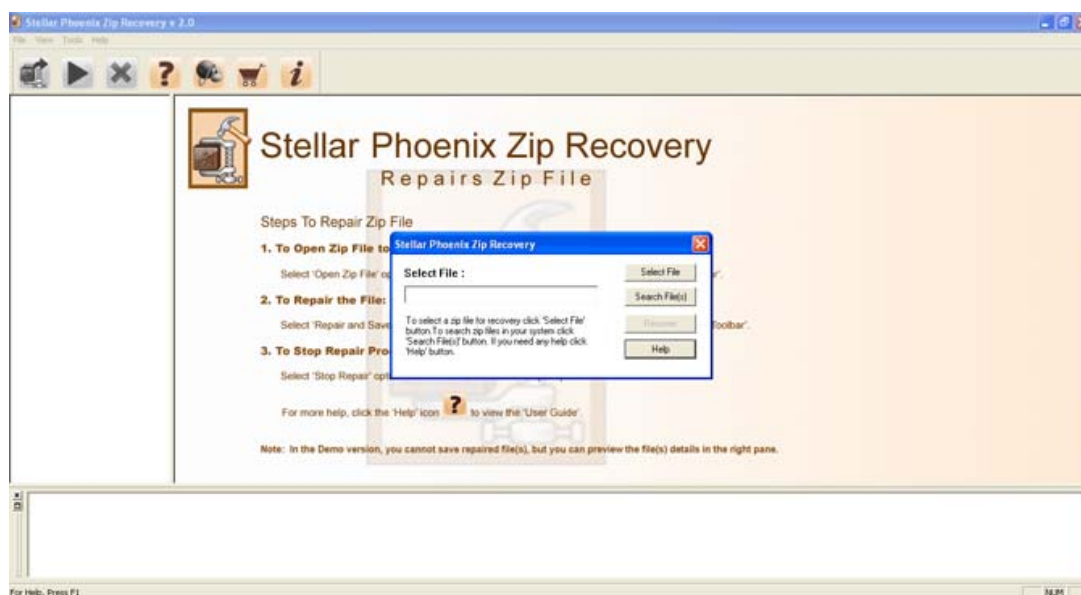 Stellar Phoenix Zip Recovery v 2.0
File View Tools Help
Stellar Phoenix Zip Recovery
Repairs Zip File
Steps To Repair Zip File
1. To Open Zip File to
Select 'Open Zip File'
2. To Repair the File:
Select 'Repair and Save
Toolbar'.
3. To Stop Repair Pro
Select 'Stop Repair'
For more help, click the 'Help' icon ? to view the 'User Guide'.
Note: In the Demo version, you cannot save repaired file(s), but you can preview the file(s) details in the right pane.
Stellar Phoenix Zip Recovery
Select File :
Select File
Search File(s)
To select a zip file for recovery click 'Select File'
button.To search zip files in your system click
'Search File(s)' button. If you need any help click
'Help' button.
Recover
Help
For Help, Press F1
NUM